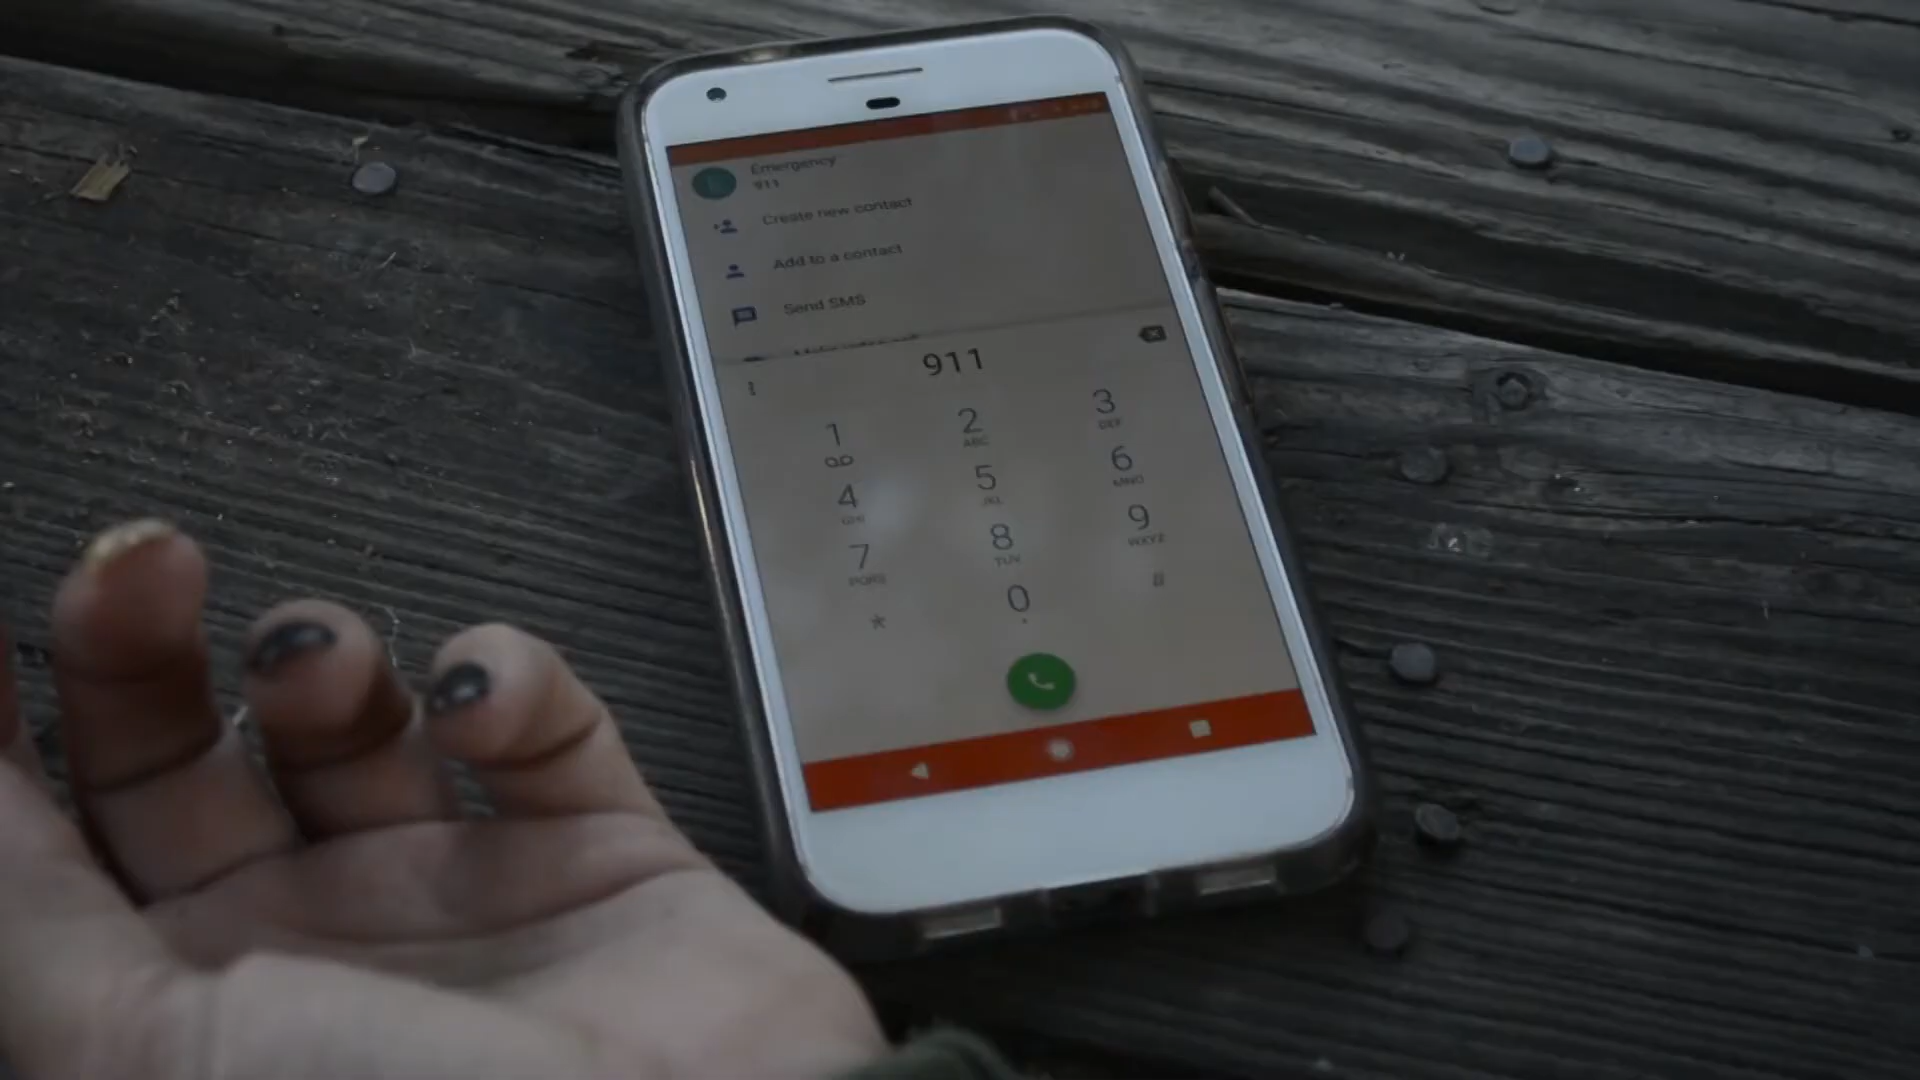 Emergency
911
Create new contact
Add to a contact
Send SMS
911
1 2 3
ABC DEF
4 5 6
GHI JKL MNO
7 8 9
PQRS TUV WXYZ
* 0 #